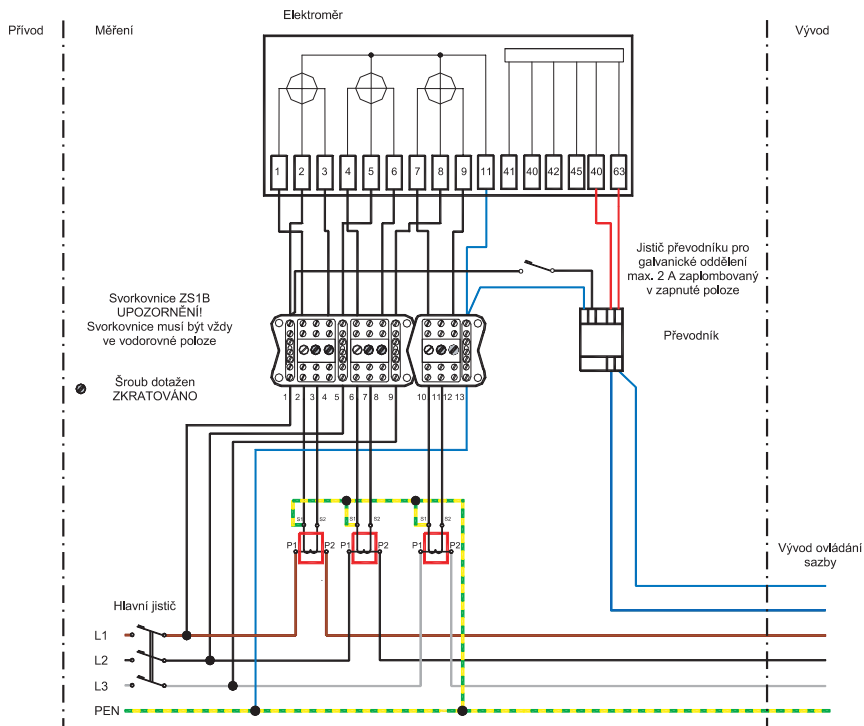 Elektroměr
Přívod
Měření
Vývod
1 2 3 4 5 6 7 8 9 11 41 40 42 45 40 63
Jistič převodníku pro
galvanické oddělení
max. 2 A zaplombovaný
v zapnuté poloze
Svorkovnice ZS1B
UPOZORNĚNÍ!
Svorkovnice musí být vždy
ve vodorovné poloze
Převodník
Šroub dotažen
ZKRATOVÁNO
1 2 3 4 5 6 7 8 9 10 11 12 13
S1 S2 S1 S2 S1 S2
P1 P2 P1 P2 P1 P2
Vývod ovládání
sazby
Hlavní jistič
L1
L2
L3
PEN